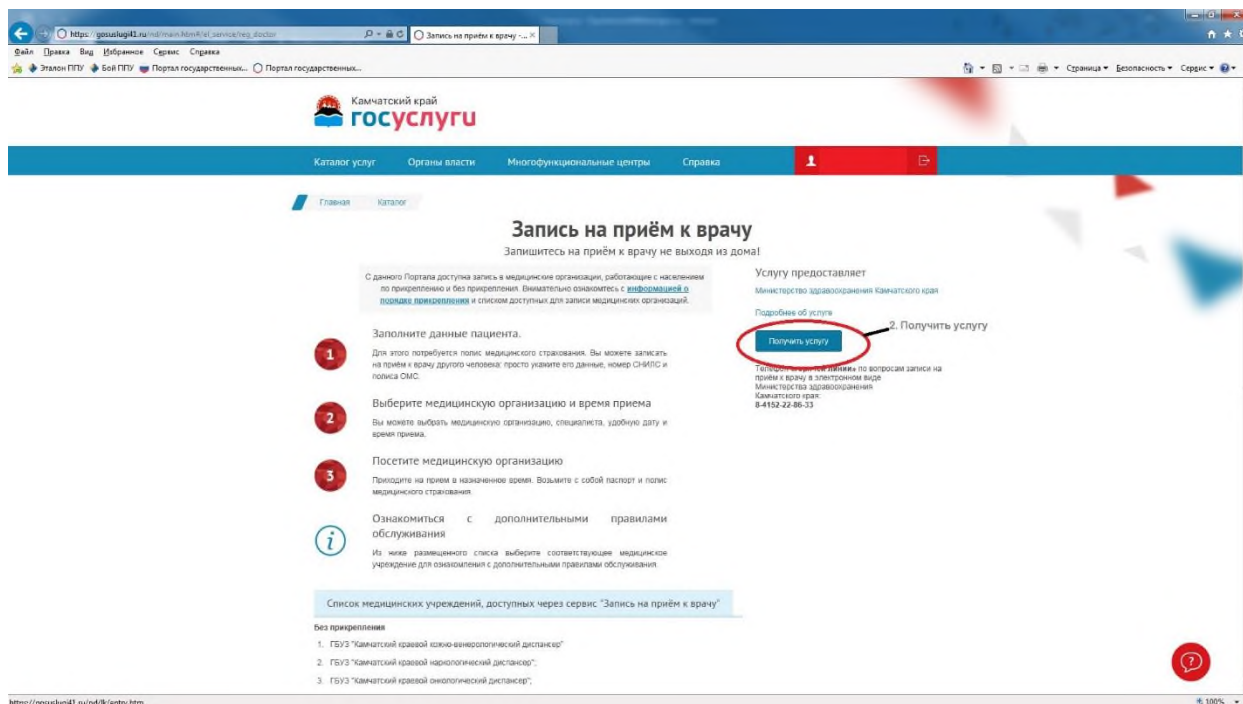 https://gosuslugi41.ru/nd/main.htm#/el_service/reg_doctor
Запись на приём к врачу -...
Файл Правка Вид Избранное Сервис Справка
Эталон ПГУ Бой ПГУ Портал государственных... Портал государственных...
Страница Безопасность Сервис
Камчатский край
госуслуги
Каталог услуг Органы власти Многофункциональные центры Справка
Главная Каталог
Запись на приём к врачу
Запишитесь на приём к врачу не выходя из дома!
С данного Портала доступна запись в медицинские организации, работающие с населением
по прикреплению и без прикрепления. Внимательно ознакомьтесь с информацией о
порядке прикрепления и списком доступных для записи медицинских организаций.
Услугу предоставляет
Министерство здравоохранения Камчатского края
Подробнее об услуге
Получить услугу
2. Получить услугу
Телефон линии» по вопросам записи на
приём к врачу в электронном виде
Министерства здравоохранения
Камчатского края:
8-4152-22-86-33
1
Заполните данные пациента.
Для этого потребуется полис медицинского страхования. Вы можете записать
на приём к врачу другого человека: просто укажите его данные, номер СНИЛС и
полиса ОМС.
2
Выберите медицинскую организацию и время приема
Вы можете выбрать медицинскую организацию, специалиста, удобную дату и
время приема.
3
Посетите медицинскую организацию
Приходите на прием в назначенное время. Возьмите с собой паспорт и полис
медицинского страхования.
i
Ознакомиться с дополнительными правилами
обслуживания
Из ниже размещенного списка выберите соответствующее медицинское
учреждение для ознакомления с дополнительными правилами обслуживания.
Список медицинских учреждений, доступных через сервис "Запись на приём к врачу"
Без прикрепления
1. ГБУЗ "Камчатский краевой кожно-венерологический диспансер"
2. ГБУЗ "Камчатский краевой наркологический диспансер";
3. ГБУЗ "Камчатский краевой онкологический диспансер";
?
https://gosuslugi41.ru/pd/lk/entry.htm
100%